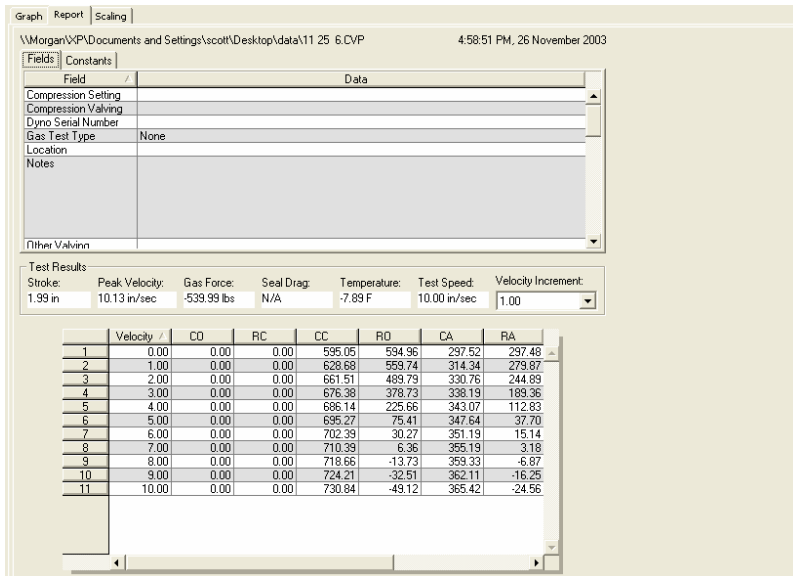 Graph Report Scaling
\\Morgan\XP\Documents and Settings\scott\Desktop\data\11 25 6.CVP 4:58:51 PM, 26 November 2003
Fields Constants
Field Data
Compression Setting
Compression Valving
Dyno Serial Number
Gas Test Type None
Location
Notes
Other Valving
Test Results
Stroke: Peak Velocity: Gas Force: Seal Drag: Temperature: Test Speed: Velocity Increment:
1.99 in 10.13 in/sec -539.99 lbs N/A -7.89 F 10.00 in/sec 1.00
Velocity CO RC CC RO CA RA
1 0.00 0.00 0.00 595.05 594.96 297.52 297.48
2 1.00 0.00 0.00 628.68 559.74 314.34 279.87
3 2.00 0.00 0.00 661.51 489.79 330.76 244.89
4 3.00 0.00 0.00 676.38 378.73 338.19 189.36
5 4.00 0.00 0.00 686.14 225.66 343.07 112.83
6 5.00 0.00 0.00 695.27 75.41 347.64 37.70
7 6.00 0.00 0.00 702.39 30.27 351.19 15.14
8 7.00 0.00 0.00 710.39 6.36 355.19 3.18
9 8.00 0.00 0.00 718.66 -13.73 359.33 -6.87
10 9.00 0.00 0.00 724.21 -32.51 362.11 -16.25
11 10.00 0.00 0.00 730.84 -49.12 365.42 -24.56